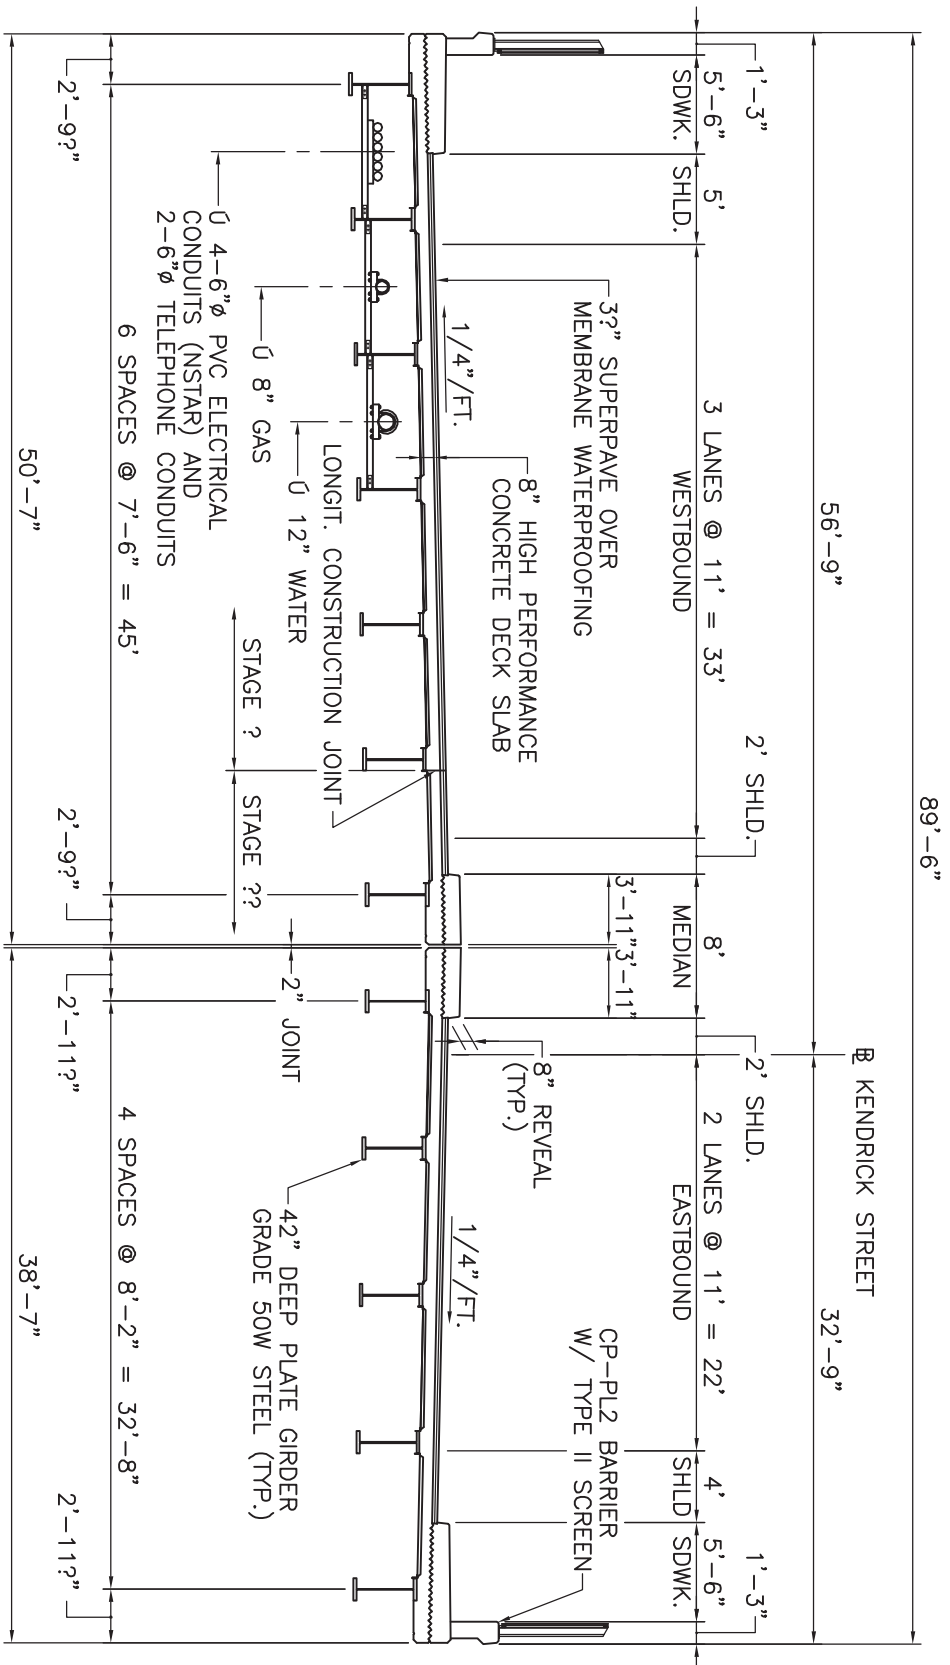 89'-6"
56'-9"
32'-9"
℄ KENDRICK STREET
1'-3"
2' SHLD.
2' SHLD.
1'-3"
5'-6"
SDWK.
5'
SHLD.
3 LANES @ 11' = 33'
WESTBOUND
8'
MEDIAN
2 LANES @ 11' = 22'
EASTBOUND
4'
SHLD
5'-6"
SDWK.
3'-11"
3'-11"
3?" SUPERPAVE OVER
MEMBRANE WATERPROOFING
8" HIGH PERFORMANCE
CONCRETE DECK SLAB
8" REVEAL
(TYP.)
CP-PL2 BARRIER
W/ TYPE II SCREEN
1/4"/FT.
1/4"/FT.
LONGIT. CONSTRUCTION JOINT
Ú 12" WATER
Ú 8" GAS
Ú 4-6"ø PVC ELECTRICAL
CONDUITS (NSTAR) AND
2-6"ø TELEPHONE CONDUITS
STAGE ?
STAGE ??
2" JOINT
42" DEEP PLATE GIRDER
GRADE 50W STEEL (TYP.)
2'-9?"
6 SPACES @ 7'-6" = 45'
2'-9?"
2'-11?"
4 SPACES @ 8'-2" = 32'-8"
2'-11?"
50'-7"
38'-7"